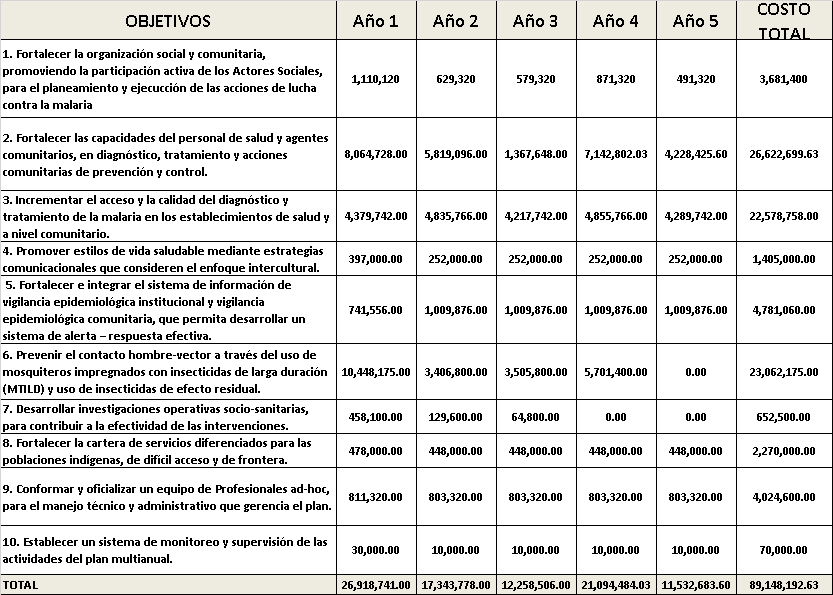 OBJETIVOS Año 1 Año 2 Año 3 Año 4 Año 5 COSTO
TOTAL
1. Fortalecer la organización social y comunitaria,
promoviendo la participación activa de los Actores Sociales,
para el planeamiento y ejecucción de las acciones de lucha
contra la malaria
1,110,120 629,320 579,320 871,320 491,320 3,681,400
2. Fortalecer las capacidades del personal de salud y agentes
comunitarios, en diagnóstico, tratamiento y acciones
comunitarias de prevención y control.
8,064,728.00 5,819,096.00 1,367,648.00 7,142,802.03 4,228,425.60 26,622,699.63
3. Incrementar el acceso y la calidad del diagnóstico y
tratamiento de la malaria en los establecimientos de salud y
a nivel comunitario.
4,379,742.00 4,835,766.00 4,217,742.00 4,855,766.00 4,289,742.00 22,578,758.00
4. Promover estilos de vida saludable mediante estrategias
comunicacionales que consideren el enfoque intercultural.
397,000.00 252,000.00 252,000.00 252,000.00 252,000.00 1,405,000.00
5. Fortalecer e integrar el sistema de información de
vigilancia epidemiológica institucional y vigilancia
epidemiológica comunitaria, que permita desarrollar un
sistema de alerta – respuesta efectiva.
741,556.00 1,009,876.00 1,009,876.00 1,009,876.00 1,009,876.00 4,781,060.00
6. Prevenir el contacto hombre-vector a través del uso de
mosquiteros impregnados con insecticidas de larga duración
(MTILD) y uso de insecticidas de efecto residual.
10,448,175.00 3,406,800.00 3,505,800.00 5,701,400.00 0.00 23,062,175.00
7. Desarrollar investigaciones operativas socio-sanitarias,
para contribuir a la efectividad de las intervenciones.
458,100.00 129,600.00 64,800.00 0.00 0.00 652,500.00
8. Fortalecer la cartera de servicios diferenciados para las
poblaciones indígenas, de difícil acceso y de frontera.
478,000.00 448,000.00 448,000.00 448,000.00 448,000.00 2,270,000.00
9. Conformar y oficializar un equipo de Profesionales ad-hoc,
para el manejo técnico y administrativo que gerencia el plan.
811,320.00 803,320.00 803,320.00 803,320.00 803,320.00 4,024,600.00
10. Establecer un sistema de monitoreo y supervisión de las
actividades del plan multianual.
30,000.00 10,000.00 10,000.00 10,000.00 10,000.00 70,000.00
TOTAL 26,918,741.00 17,343,778.00 12,258,506.00 21,094,484.03 11,532,683.60 89,148,192.63